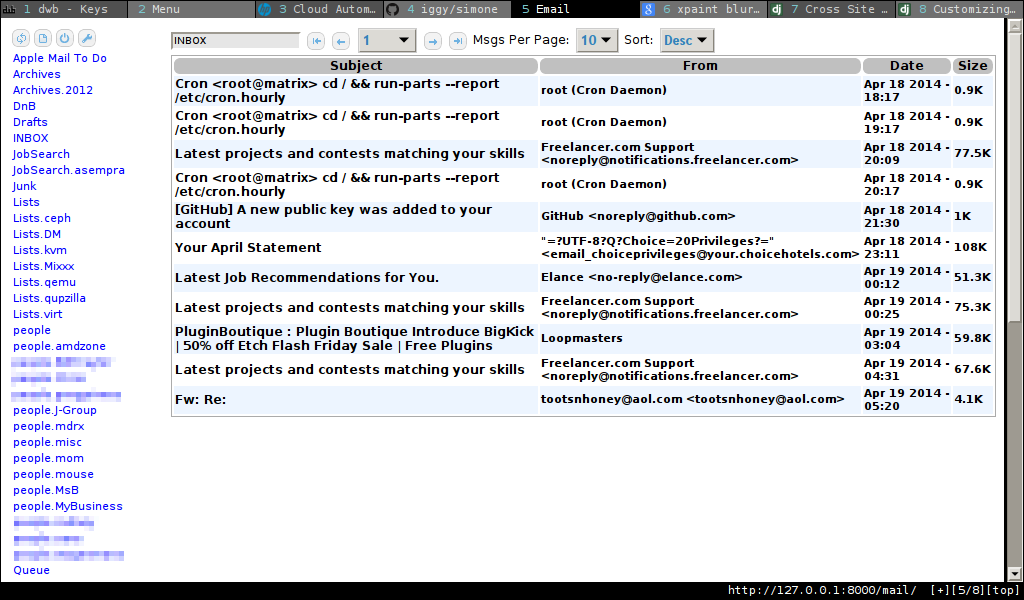 1 dwb - Keys
2 Menu
3 Cloud Autom…
4 iggy/simone
5 Email
6 xpaint blur…
7 Cross Site …
8 Customizing…
INBOX
1
Msgs Per Page:
10
Sort:
Desc
Apple Mail To Do
Archives
Archives.2012
DnB
Drafts
INBOX
JobSearch
JobSearch.asempra
Junk
Lists
Lists.ceph
Lists.DM
Lists.kvm
Lists.Mixxx
Lists.qemu
Lists.qupzilla
Lists.virt
people
people.amdzone
people.J-Group
people.mdrx
people.misc
people.mom
people.mouse
people.MsB
people.MyBusiness
Queue
Subject From Date Size
Cron <root@matrix> cd / && run-parts --report
/etc/cron.hourly
root (Cron Daemon)
Apr 18 2014 -
18:17
0.9K
Cron <root@matrix> cd / && run-parts --report
/etc/cron.hourly
root (Cron Daemon)
Apr 18 2014 -
19:17
0.9K
Latest projects and contests matching your skills
Freelancer.com Support
<noreply@notifications.freelancer.com>
Apr 18 2014 -
20:09
77.5K
Cron <root@matrix> cd / && run-parts --report
/etc/cron.hourly
root (Cron Daemon)
Apr 18 2014 -
20:17
0.9K
[GitHub] A new public key was added to your
account
GitHub <noreply@github.com>
Apr 18 2014 -
21:30
1K
Your April Statement
"=?UTF-8?Q?Choice=20Privileges?="
<email_choiceprivileges@your.choicehotels.com>
Apr 18 2014 -
23:11
108K
Latest Job Recommendations for You.
Elance <no-reply@elance.com>
Apr 19 2014 -
00:12
51.3K
Latest projects and contests matching your skills
Freelancer.com Support
<noreply@notifications.freelancer.com>
Apr 19 2014 -
00:25
75.3K
PluginBoutique : Plugin Boutique Introduce BigKick
| 50% off Etch Flash Friday Sale | Free Plugins
Loopmasters
Apr 19 2014 -
03:04
59.8K
Latest projects and contests matching your skills
Freelancer.com Support
<noreply@notifications.freelancer.com>
Apr 19 2014 -
04:31
67.6K
Fw: Re:
tootsnhoney@aol.com <tootsnhoney@aol.com>
Apr 19 2014 -
05:20
4.1K
http://127.0.0.1:8000/mail/ [+][5/8][top]